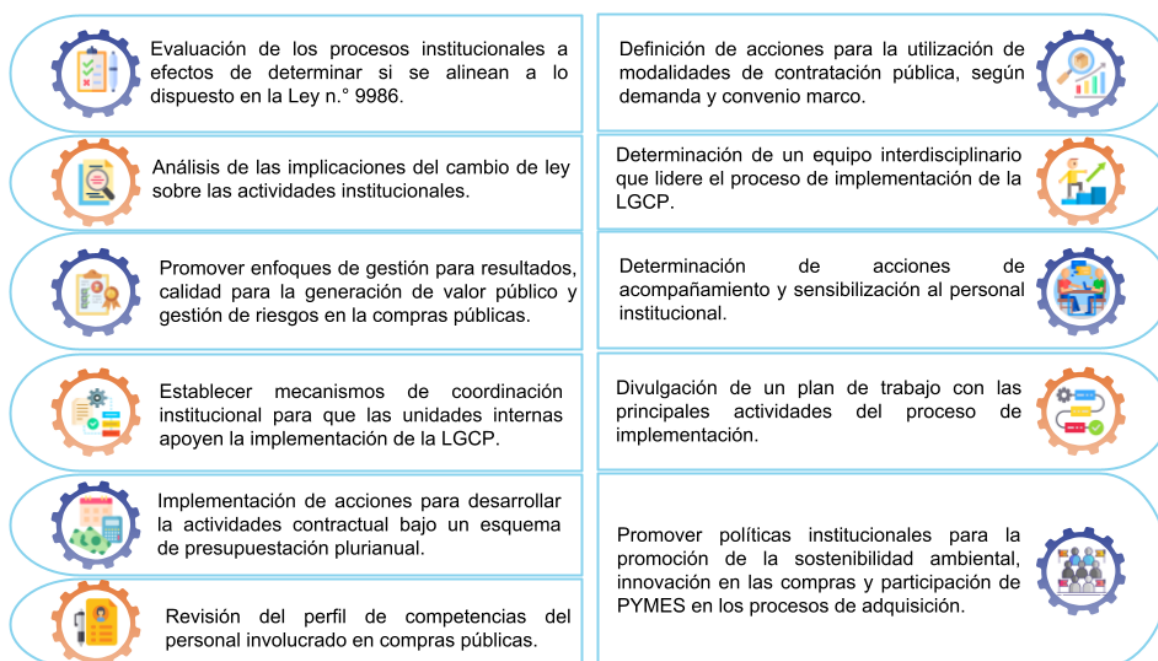 Evaluación de los procesos institucionales a
efectos de determinar si se alinean a lo
dispuesto en la Ley n.° 9986.
Análisis de las implicaciones del cambio de ley
sobre las actividades institucionales.
Promover enfoques de gestión para resultados,
calidad para la generación de valor público y
gestión de riesgos en la compras públicas.
Establecer mecanismos de coordinación
institucional para que las unidades internas
apoyen la implementación de la LGCP.
Implementación de acciones para desarrollar
la actividades contractual bajo un esquema
de presupuestación plurianual.
Revisión del perfil de competencias del
personal involucrado en compras públicas.
Definición de acciones para la utilización de
modalidades de contratación pública, según
demanda y convenio marco.
Determinación de un equipo interdisciplinario
que lidere el proceso de implementación de la
LGCP.
Determinación de acciones de
acompañamiento y sensibilización al personal
institucional.
Divulgación de un plan de trabajo con las
principales actividades del proceso de
implementación.
Promover políticas institucionales para la
promoción de la sostenibilidad ambiental,
innovación en las compras y participación de
PYMES en los procesos de adquisición.